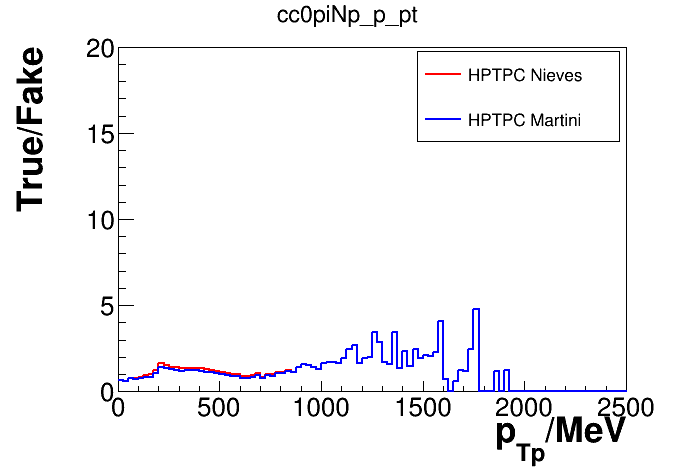 cc0piNp_p_pt
True/Fake
20
15
10
5
0
HPTPC Nieves
HPTPC Martini
0 500 1000 1500 2000 2500
p_Tp/MeV